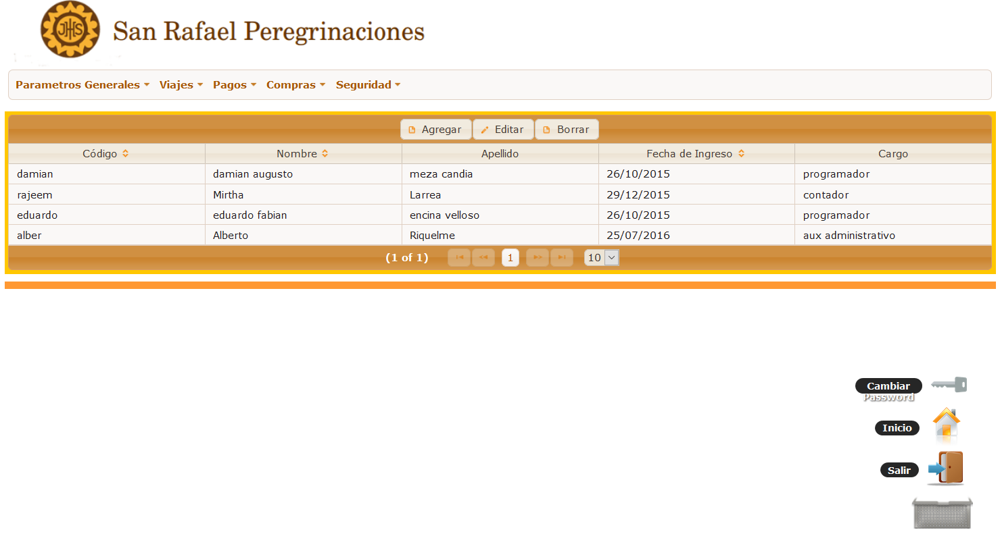 JHS
San Rafael Peregrinaciones
Parametros Generales Viajes Pagos Compras Seguridad
Agregar Editar Borrar
Código Nombre Apellido Fecha de Ingreso Cargo
damian damian augusto meza candia 26/10/2015 programador
rajeem Mirtha Larrea 29/12/2015 contador
eduardo eduardo fabian encina velloso 26/10/2015 programador
alber Alberto Riquelme 25/07/2016 aux administrativo
(1 of 1) 1 10
Cambiar
Password
Inicio
Salir